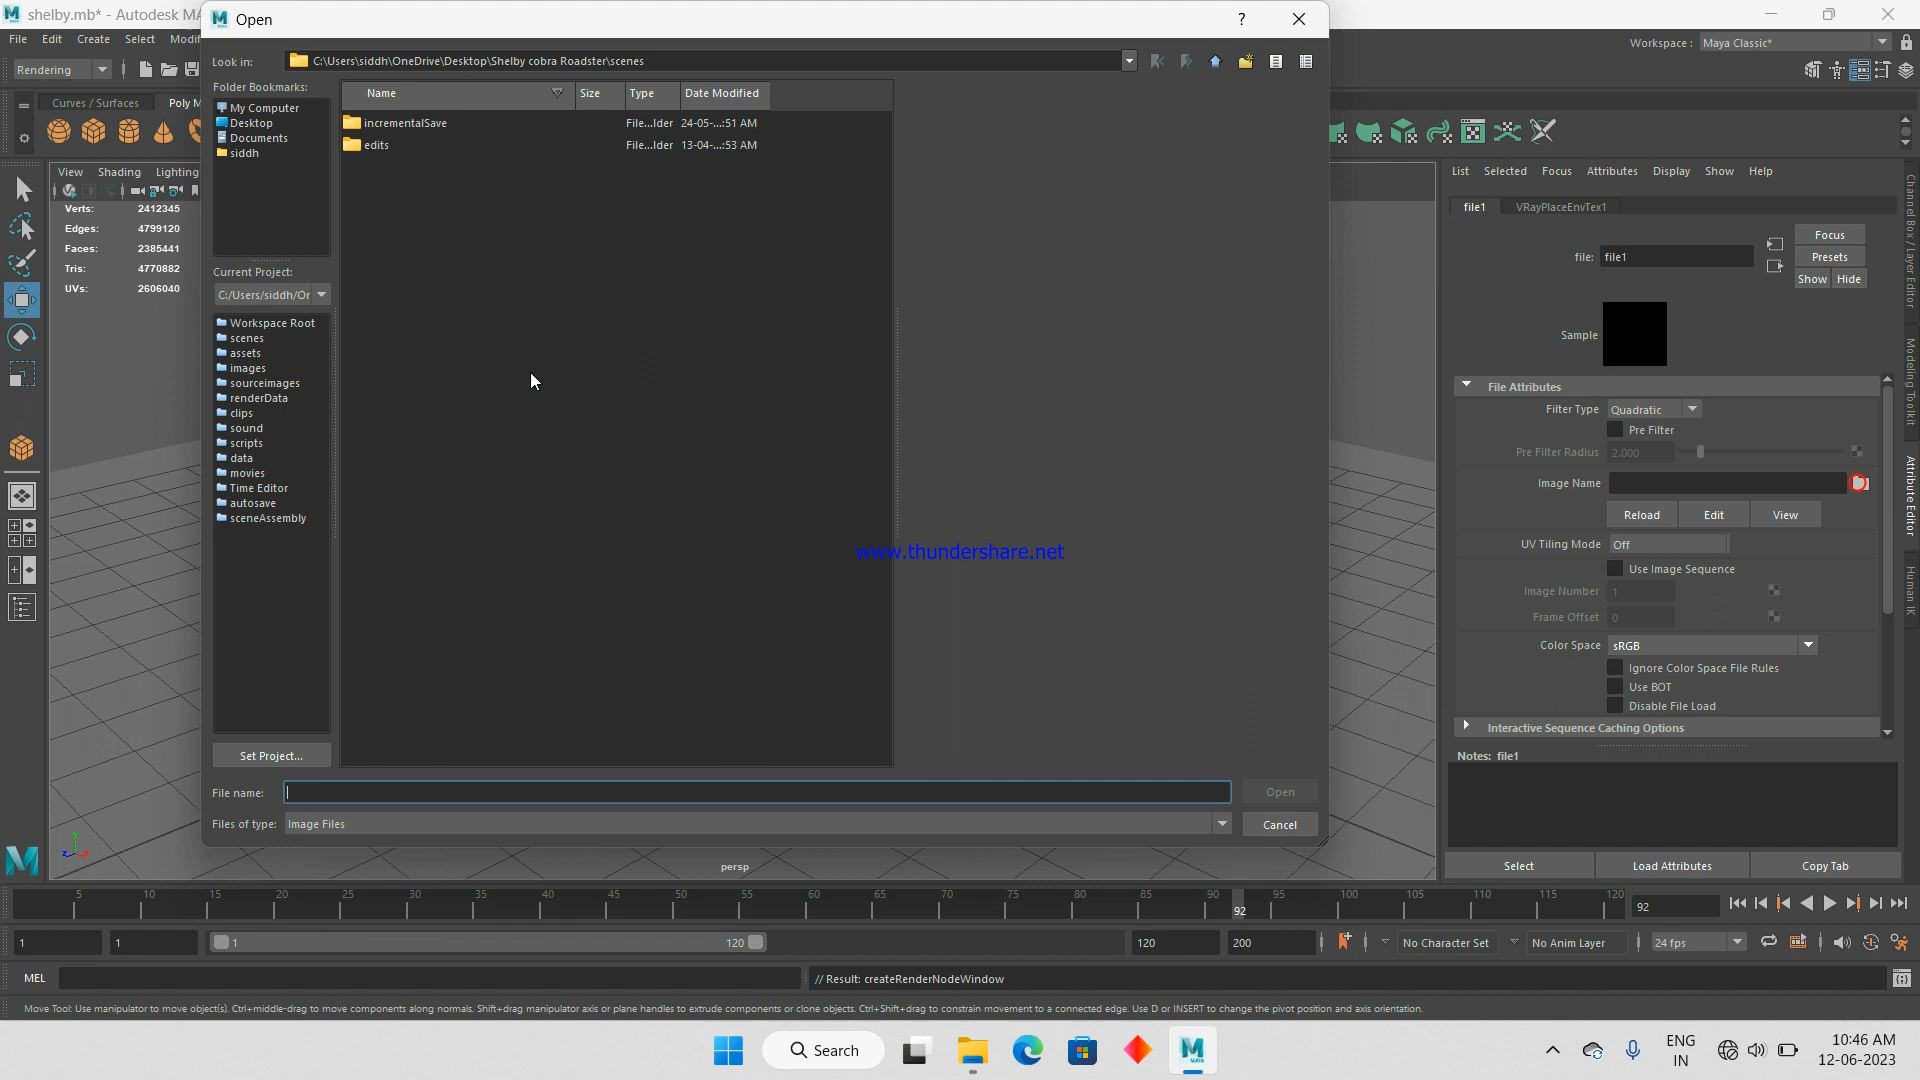 shelby.mb* - Autodesk MA
Open
?
File Edit Create Select Modif
Look in: C:\Users\siddh\OneDrive\Desktop\Shelby cobra Roadster\scenes
Workspace : Maya Classic*
Rendering
Folder Bookmarks:
My Computer
Desktop
Documents
siddh
Name Size Type Date Modified
incrementalSave File...lder 24-05-...:51 AM
edits File...lder 13-04-...:53 AM
Curves / Surfaces Poly M
View Shading Lighting
Verts: 2412345
Edges: 4799120
Faces: 2385441
Tris: 4770882
UVs: 2606040
Current Project:
C:/Users/siddh/Or
Workspace Root
scenes
assets
images
sourceimages
renderData
clips
sound
scripts
data
movies
Time Editor
autosave
sceneAssembly
Set Project...
File name:
Open
Files of type: Image Files
Cancel
www.thundershare.net
persp
List Selected Focus Attributes Display Show Help
file1 VRayPlaceEnvTex1
file: file1
Focus
Presets
Show Hide
Sample
File Attributes
Filter Type Quadratic
Pre Filter
Pre Filter Radius 2.000
Image Name
Reload Edit View
UV Tiling Mode Off
Use Image Sequence
Image Number 1
Frame Offset 0
Color Space sRGB
Ignore Color Space File Rules
Use BOT
Disable File Load
Interactive Sequence Caching Options
Notes: file1
Select Load Attributes Copy Tab
Channel Box / Layer Editor
Modeling Toolkit
Attribute Editor
Human IK
5 10 15 20 25 30 35 40 45 50 55 60 65 70 75 80 85 90 95 100 105 110 115 120
92
92
1 1 1 120 120 200 No Character Set No Anim Layer 24 fps
MEL // Result: createRenderNodeWindow
Move Tool: Use manipulator to move object(s). Ctrl+middle-drag to move components along normals. Shift+drag manipulator axis or plane handles to extrude components or clone objects. Ctrl+Shift+drag to constrain movement to a connected edge. Use D or INSERT to change the pivot position and axis orientation.
Search
ENG
IN
10:46 AM
12-06-2023